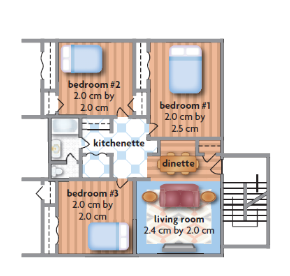 bedroom #2
2.0 cm by
2.0 cm
bedroom #1
2.0 cm by
2.5 cm
kitchenette
dinette
bedroom #3
2.0 cm by
2.0 cm
living room
2.4 cm by 2.0 cm